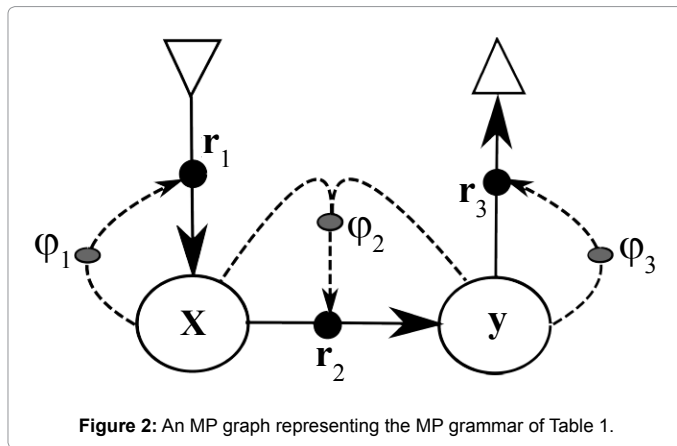 r₁
r₃
φ₁
φ₂
φ₃
x
y
r₂
Figure 2: An MP graph representing the MP grammar of Table 1.